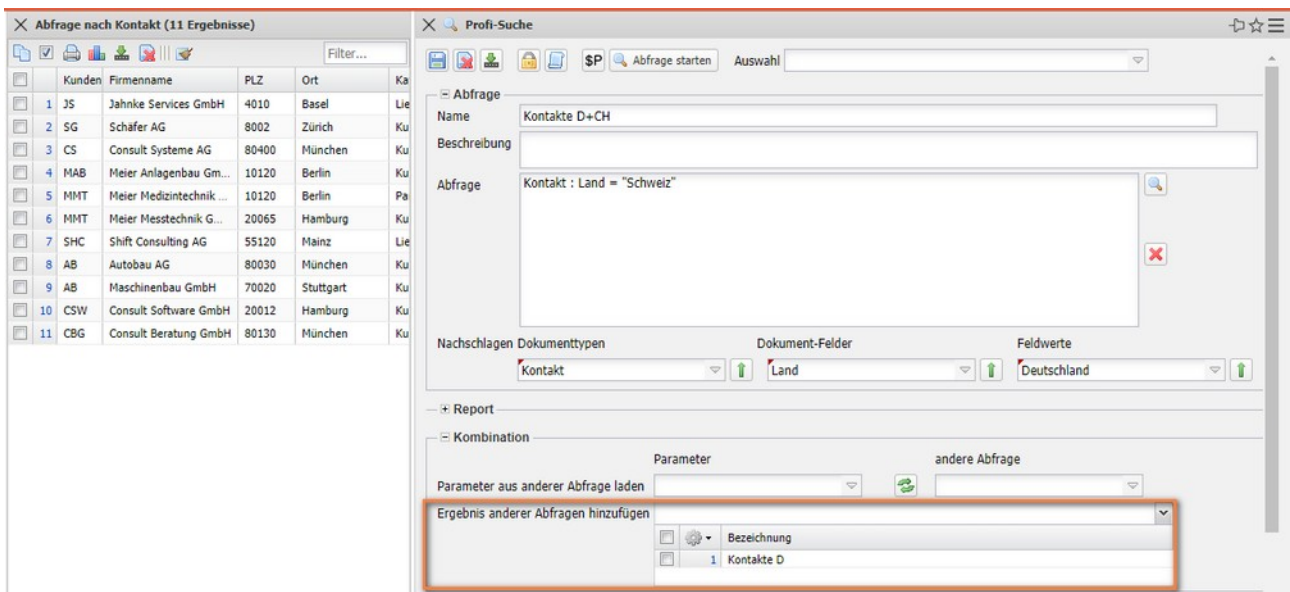 Abfrage nach Kontakt (11 Ergebnisse)
Filter...
Kunden Firmenname PLZ Ort Ka
1 JS Jahnke Services GmbH 4010 Basel Lie
2 SG Schäfer AG 8002 Zürich Ku
3 CS Consult Systeme AG 80400 München Ku
4 MAB Meier Anlagenbau Gm... 10120 Berlin Ku
5 MMT Meier Medizintechnik ... 10120 Berlin Pa
6 MMT Meier Messtechnik G... 20065 Hamburg Ku
7 SHC Shift Consulting AG 55120 Mainz Lie
8 AB Autobau AG 80030 München Ku
9 AB Maschinenbau GmbH 70020 Stuttgart Ku
10 CSW Consult Software GmbH 20012 Hamburg Ku
11 CBG Consult Beratung GmbH 80130 München Ku
Profi-Suche
$P Abfrage starten Auswahl
Abfrage
Name Kontakte D+CH
Beschreibung
Abfrage Kontakt : Land = "Schweiz"
Nachschlagen Dokumenttypen Dokument-Felder Feldwerte
Kontakt Land Deutschland
Report
Kombination
Parameter andere Abfrage
Parameter aus anderer Abfrage laden
Ergebnis anderer Abfragen hinzufügen
Bezeichnung
1 Kontakte D